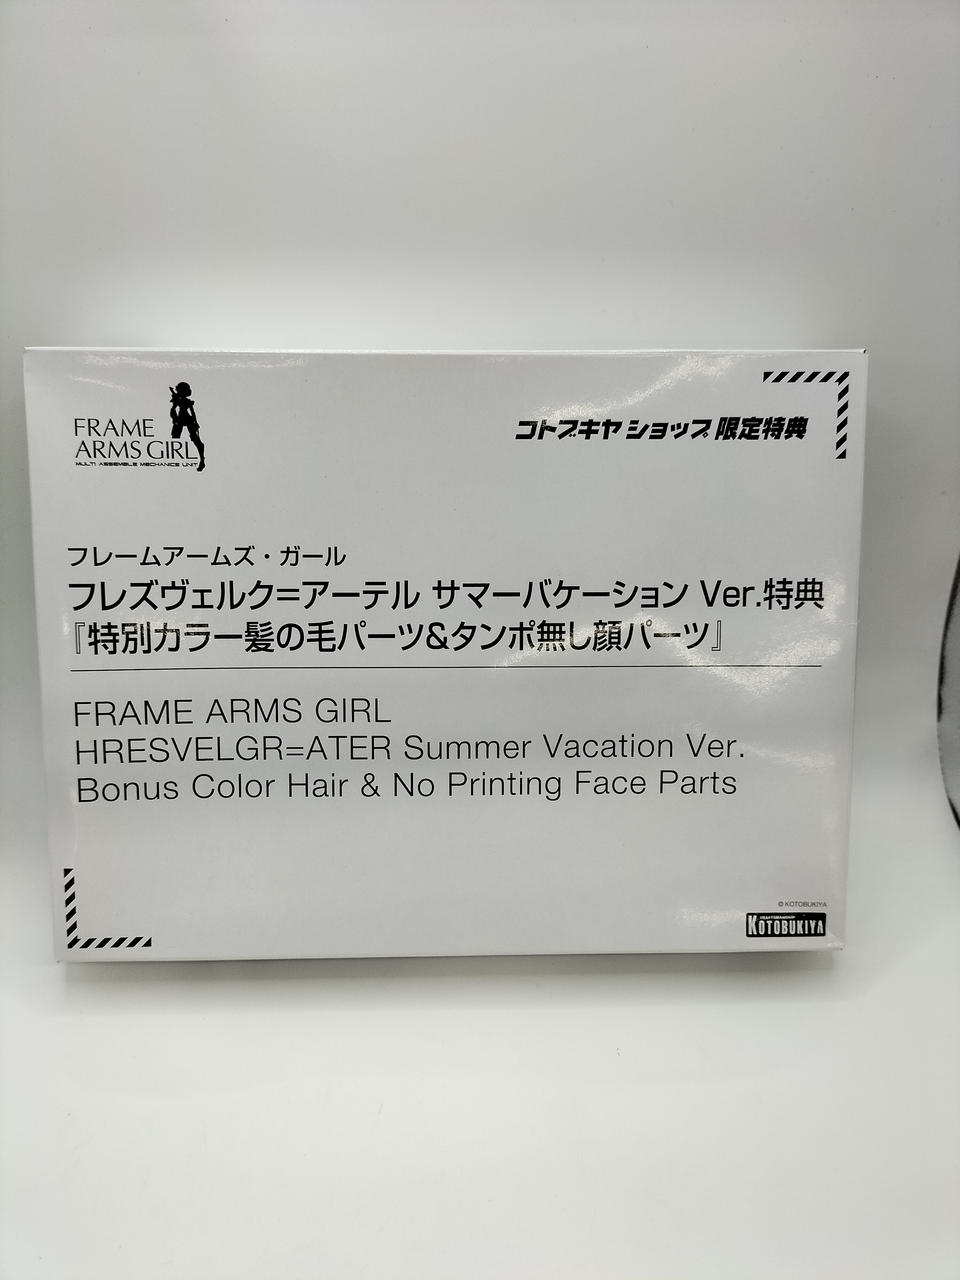 FRAME
ARMS GIRL
MULTI ASSEMBLE MECHANICS UNIT
コトブキヤ ショップ 限定特典
フレームアームズ・ガール
フレズヴェルク=アーテル サマーバケーション Ver.特典
『特別カラー髪の毛パーツ&タンポ無し顔パーツ』
FRAME ARMS GIRL
HRESVELGR=ATER Summer Vacation Ver.
Bonus Color Hair & No Printing Face Parts
© KOTOBUKIYA
CRAFTSMANSHIP
KOTOBUKIYA